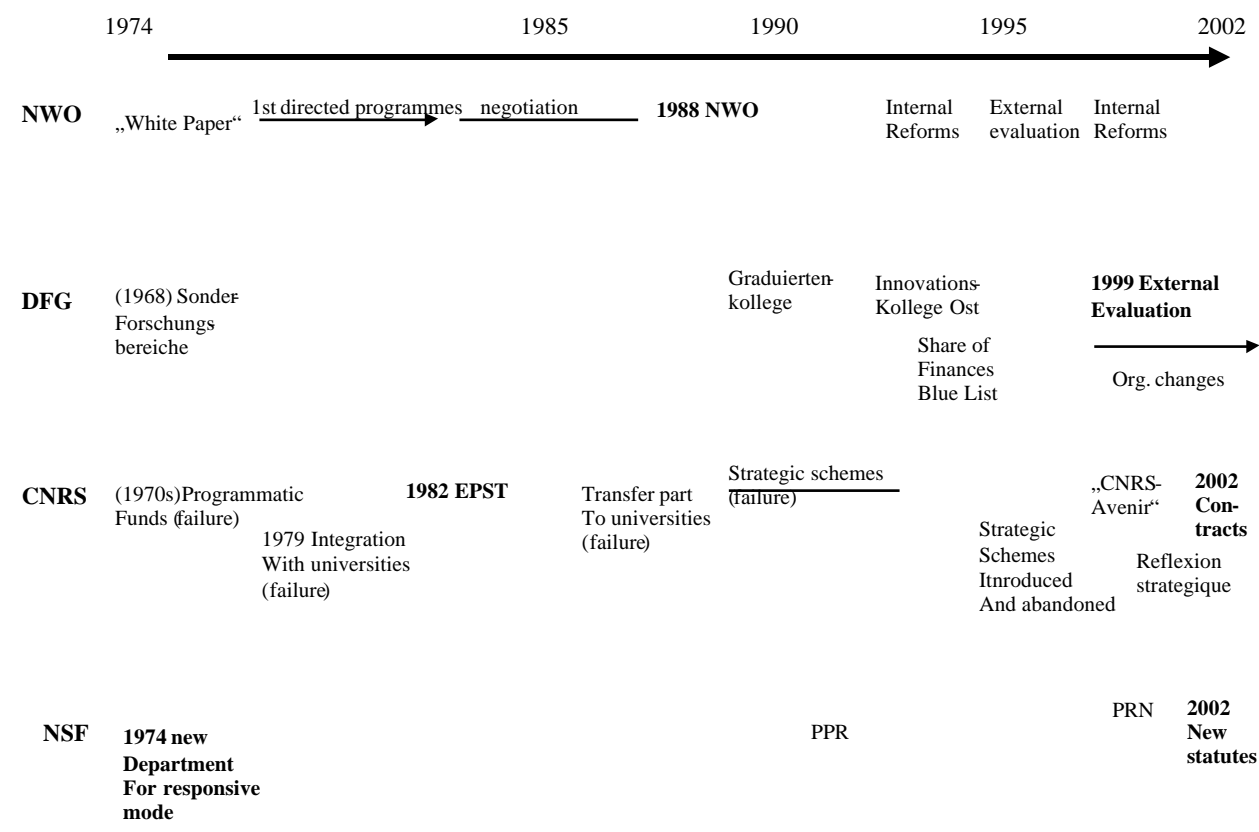 1974 1985 1990 1995 2002
NWO
„White Paper“
1st directed programmes
negotiation
1988 NWO
Internal
Reforms
External
evaluation
Internal
Reforms
DFG
(1968) Sonder-
Forschungs-
bereiche
Graduierten-
kollege
Innovations-
Kollege Ost
Share of
Finances
Blue List
1999 External
Evaluation
Org. changes
CNRS
(1970s)Programmatic
Funds (failure)
1979 Integration
With universities
(failure)
1982 EPST
Transfer part
To universities
(failure)
Strategic schemes
(failure)
Strategic
Schemes
Itnroduced
And abandoned
„CNRS-
Avenir“
Reflexion
strategique
2002
Con-
tracts
NSF
1974 new
Department
For responsive
mode
PPR
PRN
2002
New
statutes